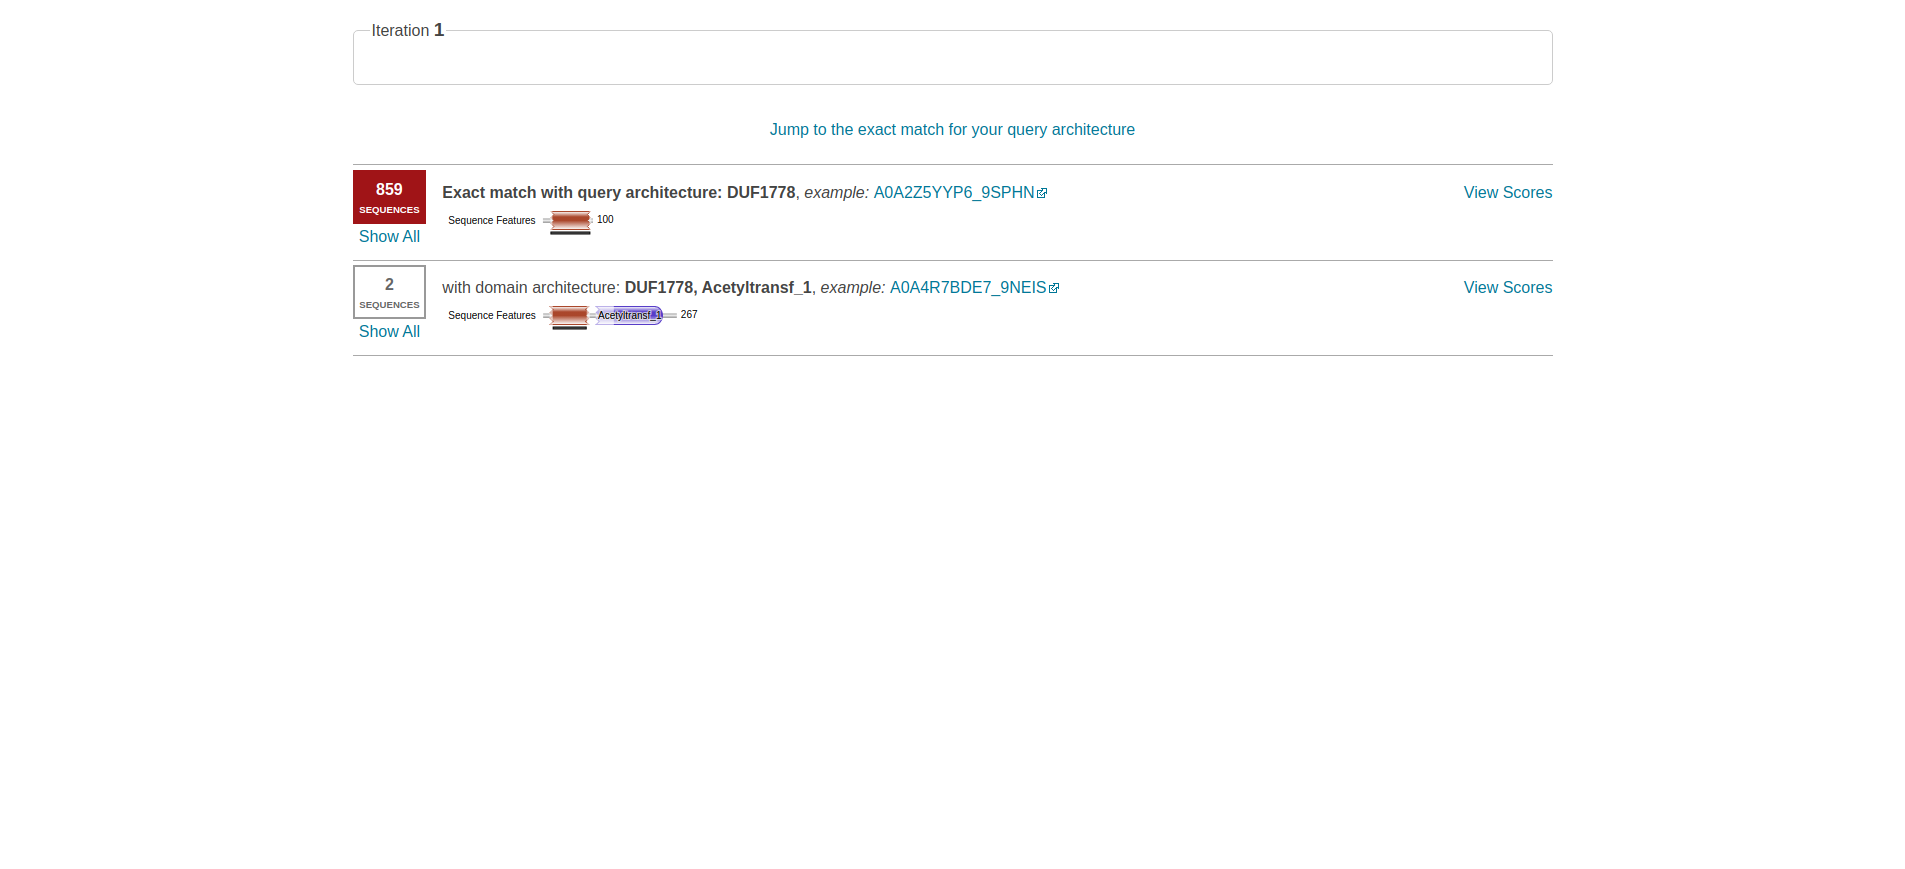 Iteration 1
Jump to the exact match for your query architecture
859
SEQUENCES
Show All
Exact match with query architecture: DUF1778, example: A0A2Z5YYP6_9SPHN
View Scores
Sequence Features
100
2
SEQUENCES
Show All
with domain architecture: DUF1778, Acetyltransf_1, example: A0A4R7BDE7_9NEIS
View Scores
Sequence Features
Acetyltransf_1
267